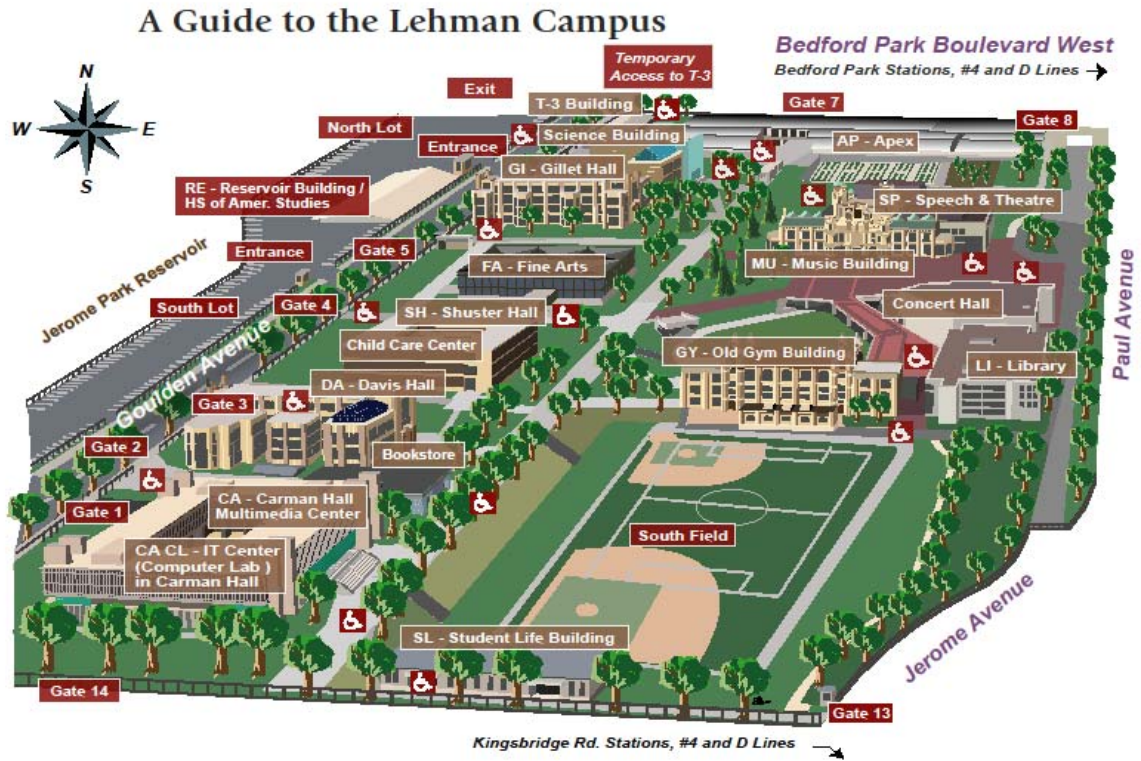 A Guide to the Lehman Campus
Bedford Park Boulevard West
Bedford Park Stations, #4 and D Lines
N
W
E
S
Temporary
Access to T-3
Exit
T-3 Building
Gate 7
Gate 8
North Lot
Science Building
Entrance
AP - Apex
GI - Gillet Hall
RE - Reservoir Building /
HS of Amer. Studies
SP - Speech & Theatre
Entrance
Gate 5
FA - Fine Arts
MU - Music Building
Jerome Park Reservoir
South Lot
Gate 4
SH - Shuster Hall
Concert Hall
Paul Avenue
Child Care Center
GY - Old Gym Building
LI - Library
Goulden Avenue
DA - Davis Hall
Gate 3
Gate 2
Bookstore
Gate 1
CA - Carman Hall
Multimedia Center
South Field
CA CL - IT Center
(Computer Lab )
in Carman Hall
SL - Student Life Building
Jerome Avenue
Gate 14
Gate 13
Kingsbridge Rd. Stations, #4 and D Lines